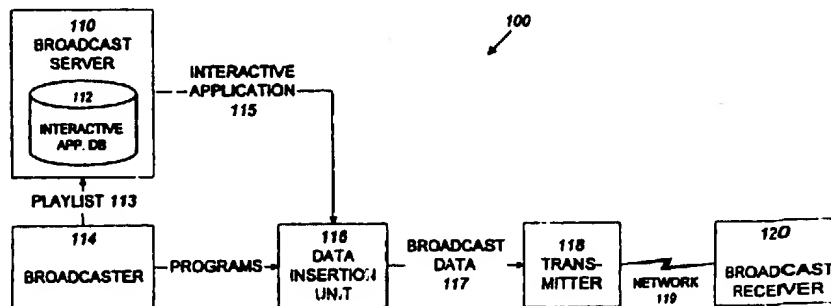 100
110
BROADCAST
SERVER
112
INTERACTIVE
APP. DB
INTERACTIVE
APPLICATION
115
PLAYLIST 113
114
BROADCASTER
PROGRAMS
116
DATA
INSERTION
UNIT
BROADCAST
DATA
117
118
TRANS-
MITTER
NETWORK
119
120
BROADCAST
RECEIVER